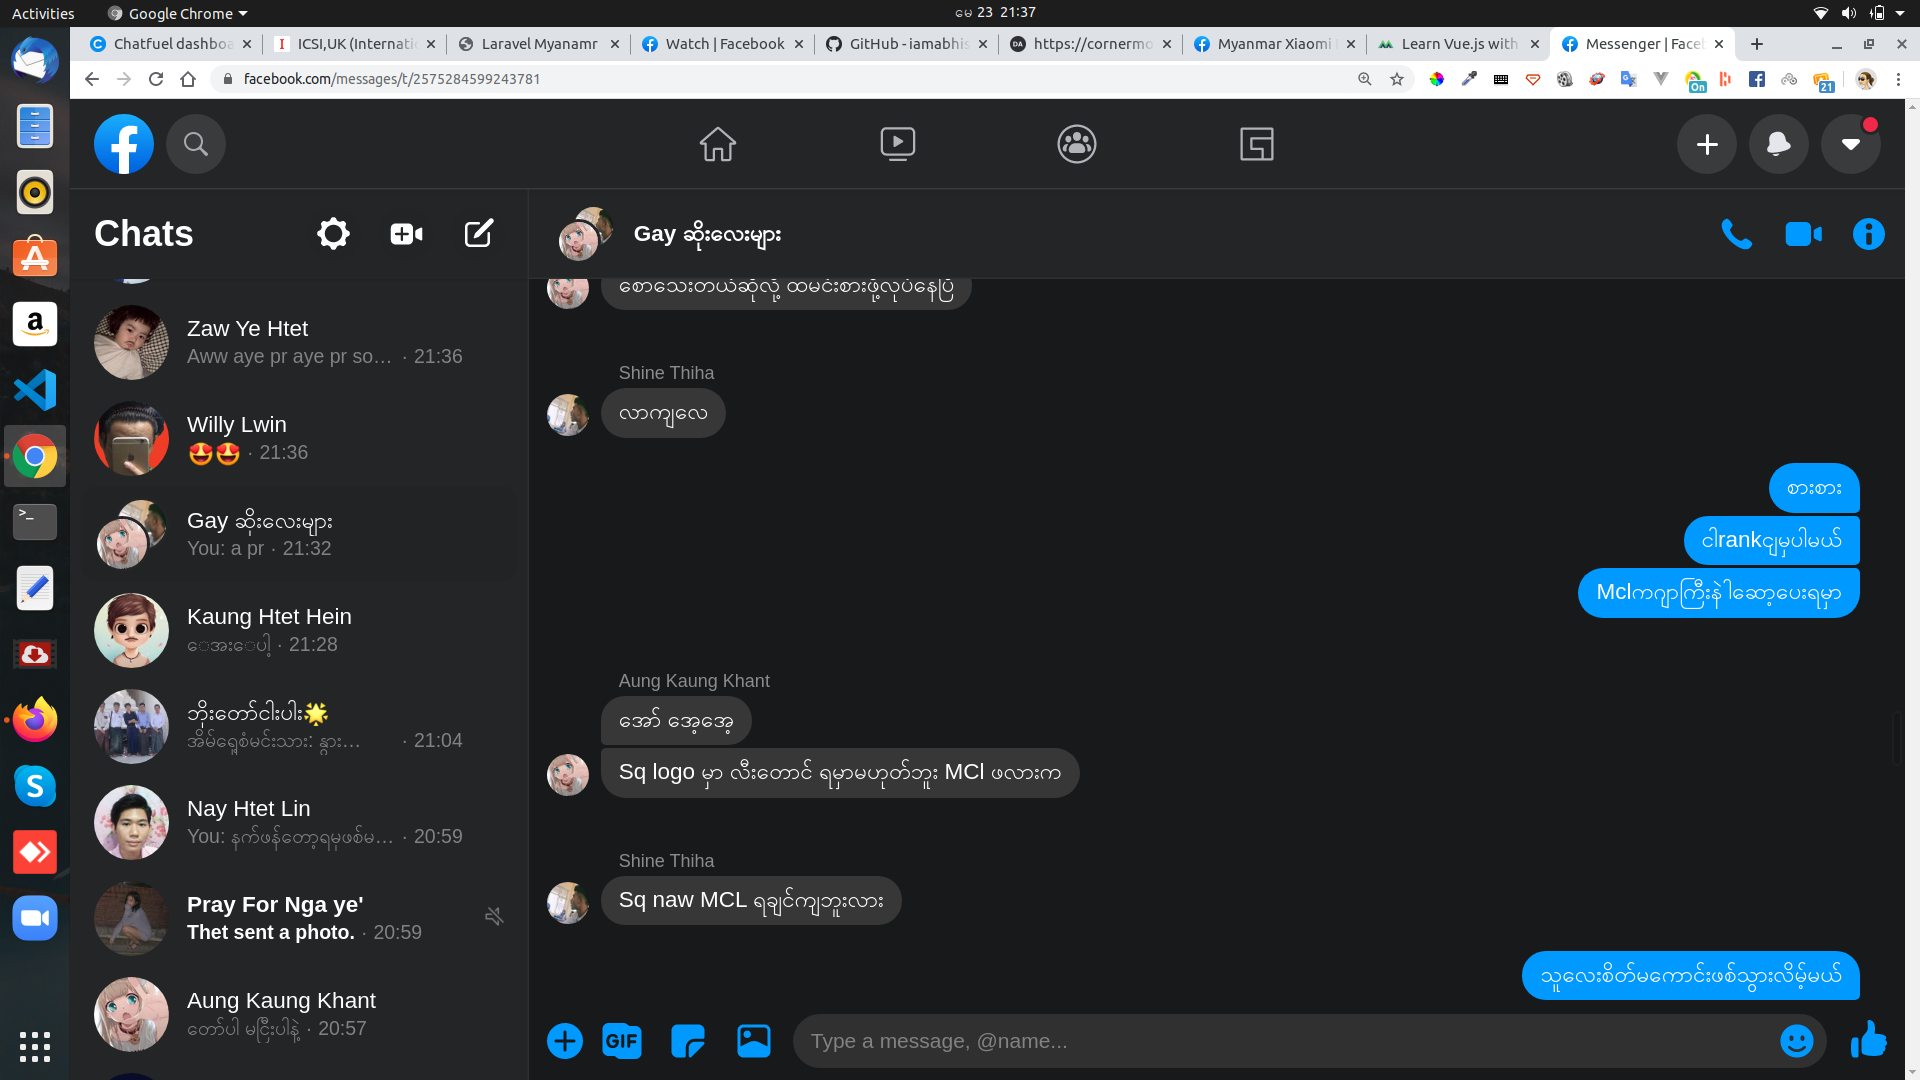 Activities
Google Chrome
မေ 23 21:37
Chatfuel dashboa
ICSI,UK (Internati
Laravel Myanamr
Watch | Facebook
GitHub - iamabhis
https://cornermo
Myanmar Xiaomi
Learn Vue.js with
Messenger | Face
facebook.com/messages/t/2575284599243781
On
21
Chats
Gay ဆိုးလေးများ
Zaw Ye Htet
Aww aye pr aye pr so… · 21:36
Willy Lwin
😍😍 · 21:36
Gay ဆိုးလေးများ
You: a pr · 21:32
Kaung Htet Hein
ေအးေပါ့ · 21:28
ဘိုးတော်ငါးပါး🌟
အိမ်ရှေ့စံမင်းသား: နွား… · 21:04
Nay Htet Lin
You: နက်ဖန်တော့ရမှဖစ်မ… · 20:59
Pray For Nga ye'
Thet sent a photo. · 20:59
Aung Kaung Khant
တော်ပါ မငြီးပါနဲ့ · 20:57
စောသေးတယ်ဆိုလို့ ထမင်းစားဖို့လုပ်နေပြီ
Shine Thiha
လာကျလေ
စားစား
ငါrankငျမှပါမယ်
Mclကဂျာကြီးနဲ့ ါဆော့ပေးရမှာ
Aung Kaung Khant
အော် အေ့အေ့
Sq logo မှာ လီးတောင် ရမှာမဟုတ်ဘူး MCl ဖလားက
Shine Thiha
Sq naw MCL ရချင်ကျဘူးလား
သူလေးစိတ်မကောင်းဖစ်သွားလိမ့်မယ်
GIF
Type a message, @name...